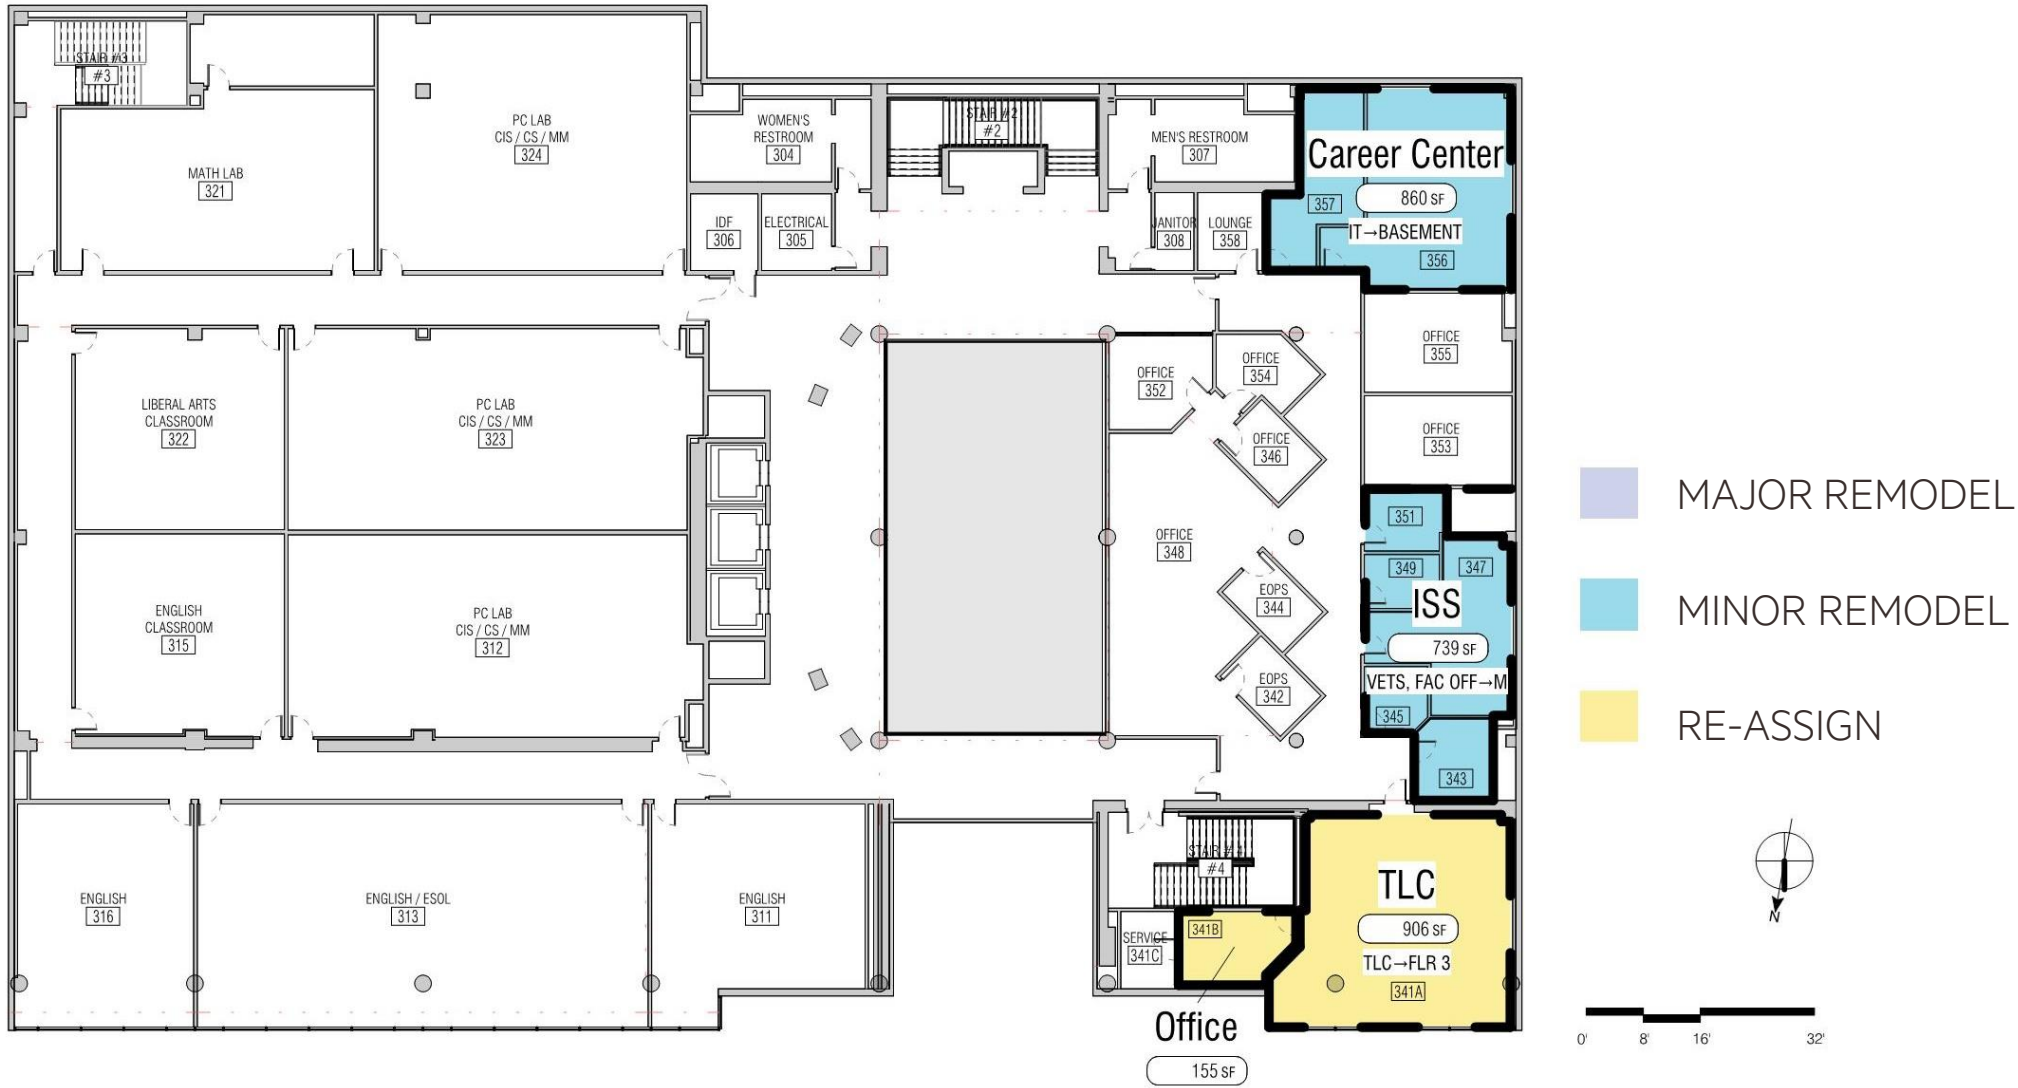 STAIR #3
#3
MATH LAB
321
PC LAB
CIS / CS / MM
324
WOMEN'S
RESTROOM
304
STAIR #2
#2
MEN'S RESTROOM
307
IDF
306
ELECTRICAL
305
JANITOR
308
LOUNGE
358
Career Center
860 SF
357
IT→BASEMENT
356
OFFICE
355
OFFICE
353
OFFICE
352
OFFICE
354
OFFICE
346
OFFICE
348
EOPS
344
EOPS
342
LIBERAL ARTS
CLASSROOM
322
PC LAB
CIS / CS / MM
323
ENGLISH
CLASSROOM
315
PC LAB
CIS / CS / MM
312
351
349
347
ISS
739 SF
VETS, FAC OFF→M
345
343
ENGLISH
316
ENGLISH / ESOL
313
ENGLISH
311
STAIR #4
#4
SERVICE
341C
341B
TLC
906 SF
TLC→FLR 3
341A
Office
155 SF
MAJOR REMODEL
MINOR REMODEL
RE-ASSIGN
N
0' 8' 16' 32'